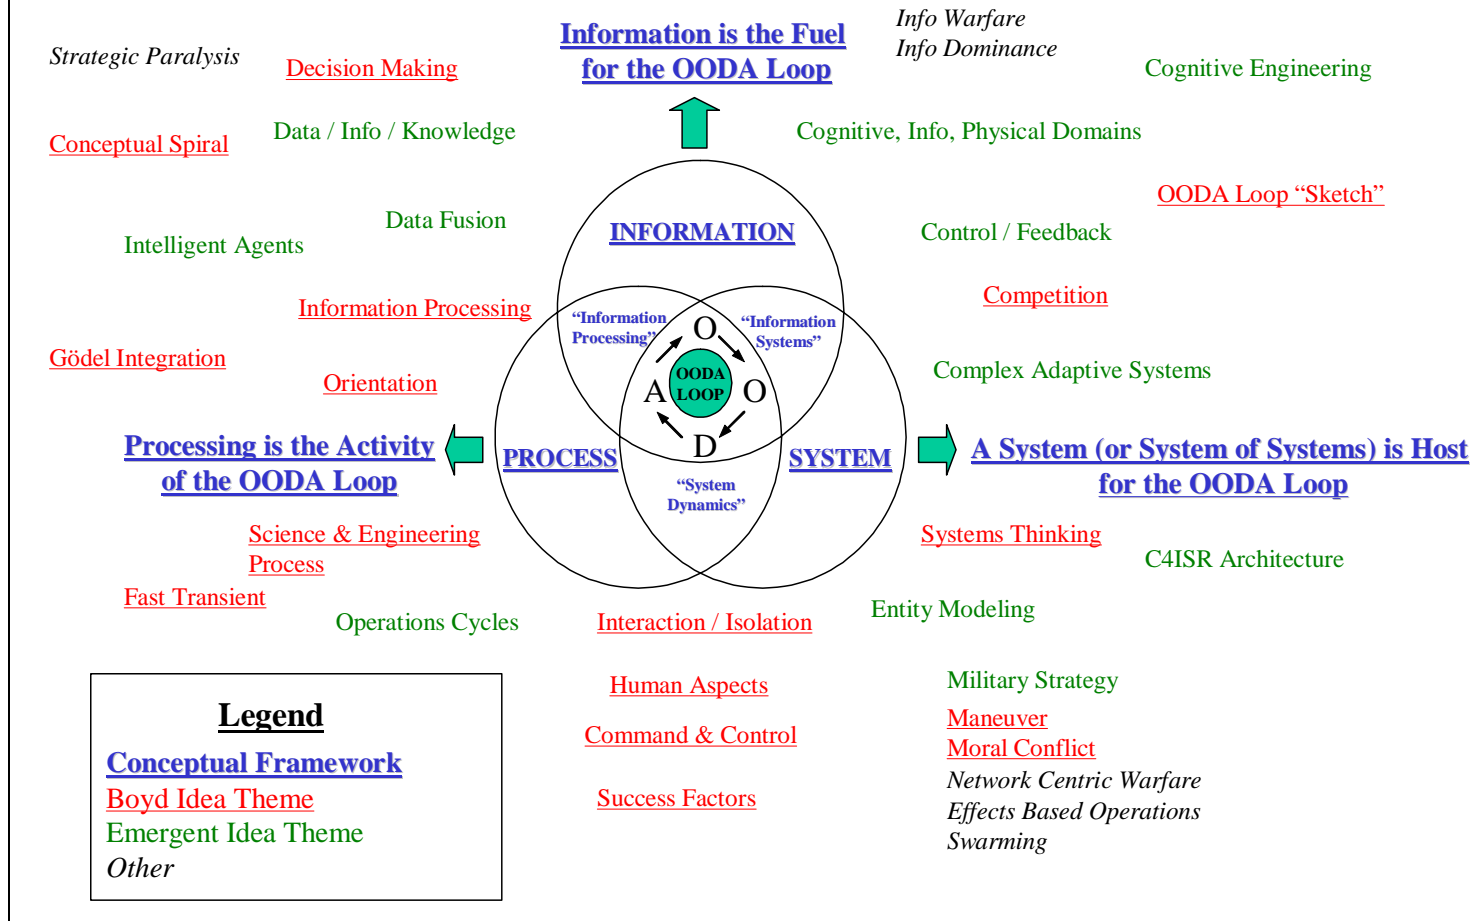 Info Warfare
Info Dominance
Information is the Fuel
for the OODA Loop
Strategic Paralysis
Decision Making
Cognitive Engineering
Data / Info / Knowledge
Cognitive, Info, Physical Domains
Conceptual Spiral
OODA Loop “Sketch”
Data Fusion
INFORMATION
Control / Feedback
Intelligent Agents
Competition
Information Processing
“Information
Processing”
“Information
Systems”
O
Gödel Integration
Orientation
OODA
LOOP
A
O
D
Complex Adaptive Systems
Processing is the Activity
of the OODA Loop
PROCESS
SYSTEM
A System (or System of Systems) is Host
for the OODA Loop
“System
Dynamics”
Science & Engineering
Process
Systems Thinking
C4ISR Architecture
Fast Transient
Operations Cycles
Interaction / Isolation
Entity Modeling
Human Aspects
Command & Control
Success Factors
Military Strategy
Maneuver
Moral Conflict
Network Centric Warfare
Effects Based Operations
Swarming
Legend
Conceptual Framework
Boyd Idea Theme
Emergent Idea Theme
Other